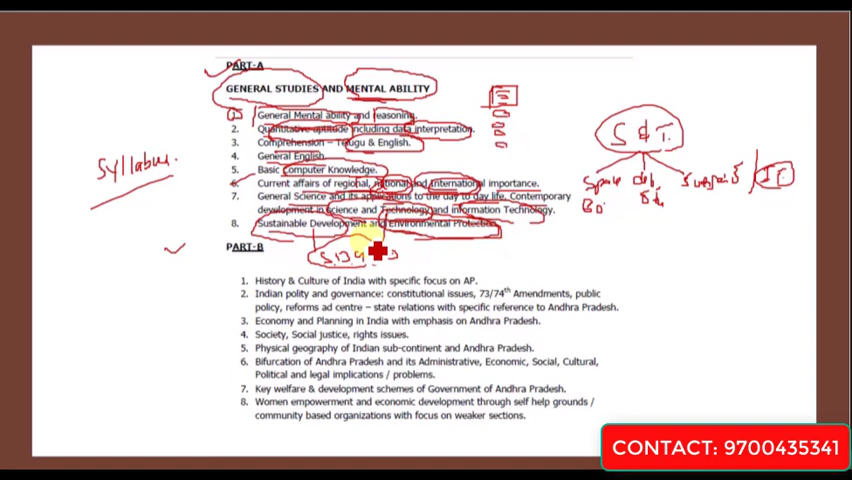 PART-A
GENERAL STUDIES AND MENTAL ABILITY
1. General Mental ability and reasoning.
2. Quantitative aptitude including data interpretation.
3. Comprehension – Telugu & English.
4. General English
5. Basic Computer Knowledge.
6. Current affairs of regional, national and International importance.
7. General Science and its applications to the day to day life, Contemporary
development in science and Technology and information Technology.
8. Sustainable Development and Environmental Protection
Syllabus.
S & T.
Space
IT
PART-B
1. History & Culture of India with specific focus on AP.
2. Indian polity and governance: constitutional issues, 73/74th Amendments, public
policy, reforms ad centre – state relations with specific reference to Andhra Pradesh.
3. Economy and Planning in India with emphasis on Andhra Pradesh.
4. Society, Social justice, rights issues.
5. Physical geography of Indian sub-continent and Andhra Pradesh.
6. Bifurcation of Andhra Pradesh and its Administrative, Economic, Social, Cultural,
Political and legal implications / problems.
7. Key welfare & development schemes of Government of Andhra Pradesh.
8. Women empowerment and economic development through self help grounds /
community based organizations with focus on weaker sections.
CONTACT: 9700435341